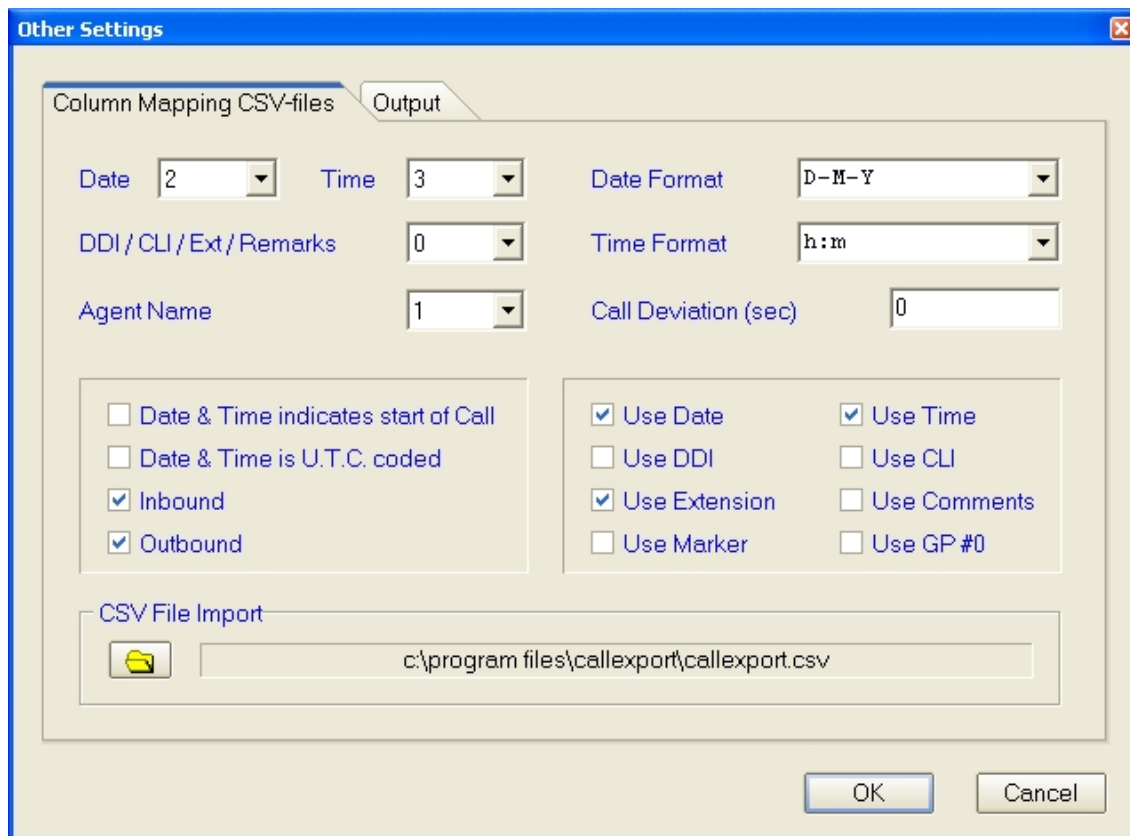 Other Settings
Column Mapping CSV-files Output
Date 2 Time 3 Date Format D-M-Y
DDI / CLI / Ext / Remarks 0 Time Format h:m
Agent Name 1 Call Deviation (sec) 0
Date & Time indicates start of Call
Date & Time is U.T.C. coded
Inbound
Outbound
Use Date Use Time
Use DDI Use CLI
Use Extension Use Comments
Use Marker Use GP #0
CSV File Import
c:\program files\callexport\callexport.csv
OK Cancel